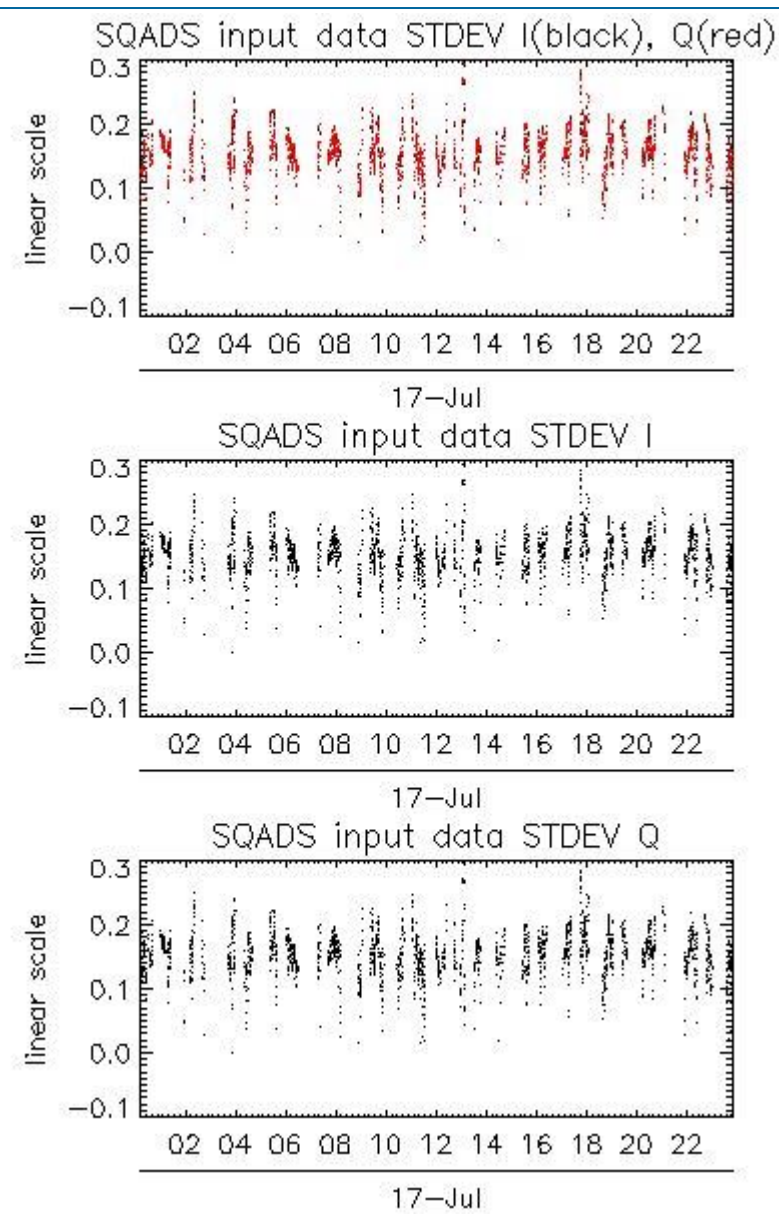 SQADS input data STDEV I(black), Q(red)
0.3
0.2
0.1
0.0
-0.1
linear scale
02 04 06 08 10 12 14 16 18 20 22
17-Jul
SQADS input data STDEV I
0.3
0.2
0.1
0.0
-0.1
linear scale
02 04 06 08 10 12 14 16 18 20 22
17-Jul
SQADS input data STDEV Q
0.3
0.2
0.1
0.0
-0.1
linear scale
02 04 06 08 10 12 14 16 18 20 22
17-Jul